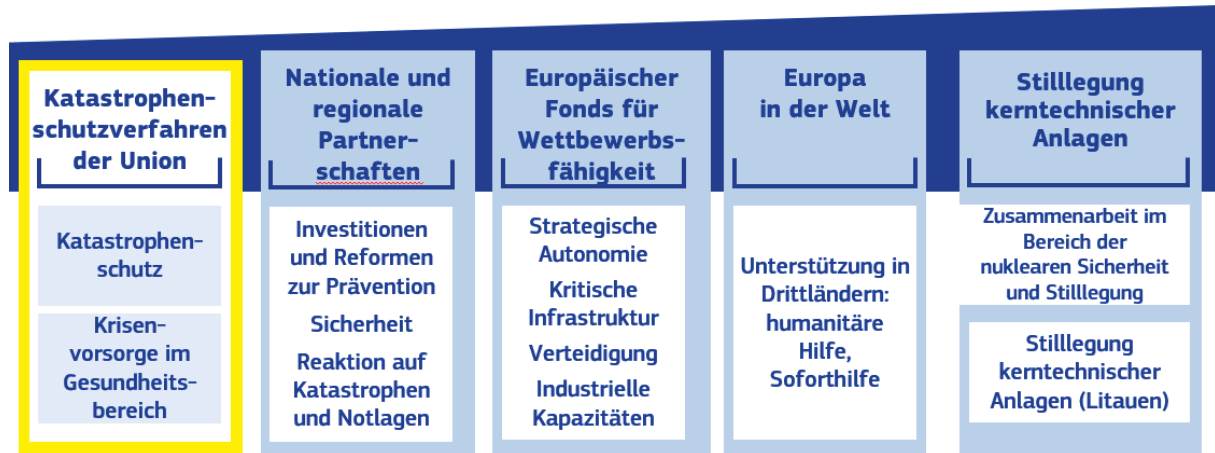 Katastrophen-
schutzverfahren
der Union
Katastrophen-
schutz
Krisen-
vorsorge im
Gesundheits-
bereich
Nationale und
regionale
Partner-
schaften
Investitionen
und Reformen
zur Prävention
Sicherheit
Reaktion auf
Katastrophen
und Notlagen
Europäischer
Fonds für
Wettbewerbs-
fähigkeit
Strategische
Autonomie
Kritische
Infrastruktur
Verteidigung
Industrielle
Kapazitäten
Europa
in der Welt
Unterstützung in
Drittländern:
humanitäre
Hilfe,
Soforthilfe
Stilllegung
kerntechnischer
Anlagen
Zusammenarbeit im
Bereich der
nuklearen Sicherheit
und Stilllegung
Stilllegung
kerntechnischer
Anlagen (Litauen)